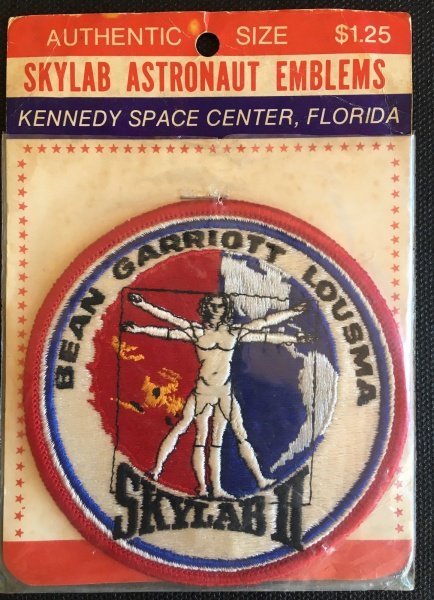 AUTHENTIC SIZE $1.25
SKYLAB ASTRONAUT EMBLEMS
KENNEDY SPACE CENTER, FLORIDA
BEAN GARRIOTT LOUSMA
SKYLAB II